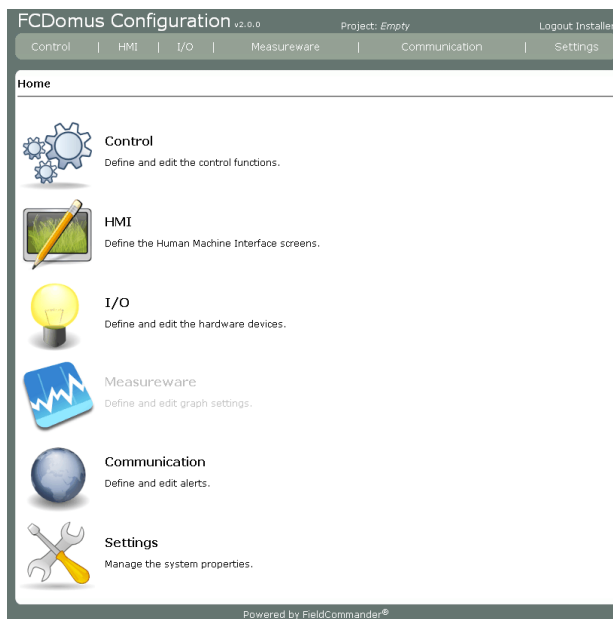 FCDomus Configuration v2.0.0 Project: Empty Logout Installer
Control | HMI | I/O | Measureware | Communication | Settings
Home
Control
Define and edit the control functions.
HMI
Define the Human Machine Interface screens.
I/O
Define and edit the hardware devices.
Measureware
Define and edit graph settings.
Communication
Define and edit alerts.
Settings
Manage the system properties.
Powered by FieldCommander®